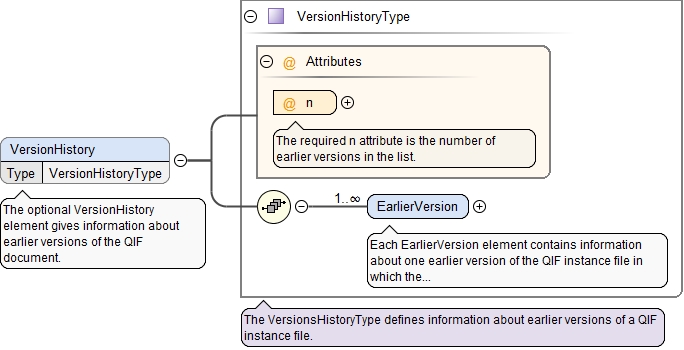 VersionHistoryType
@ Attributes
@ n
The required n attribute is the number of
earlier versions in the list.
VersionHistory
Type VersionHistoryType
The optional VersionHistory
element gives information about
earlier versions of the QIF
document.
1..∞
EarlierVersion
Each EarlierVersion element contains information
about one earlier version of the QIF instance file in
which the...
The VersionsHistoryType defines information about earlier versions of a QIF
instance file.